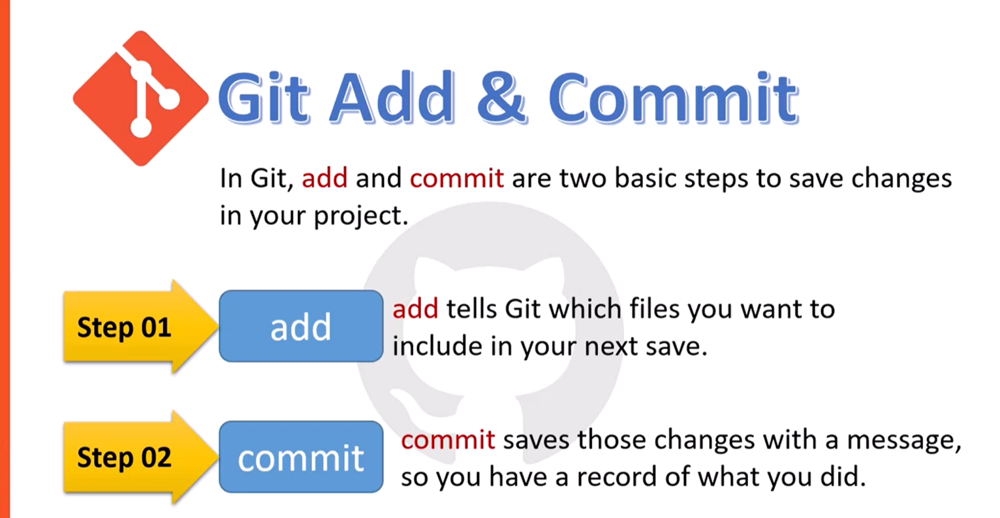 Git Add & Commit
In Git, add and commit are two basic steps to save changes
in your project.
Step 01
add
add tells Git which files you want to
include in your next save.
Step 02
commit
commit saves those changes with a message,
so you have a record of what you did.